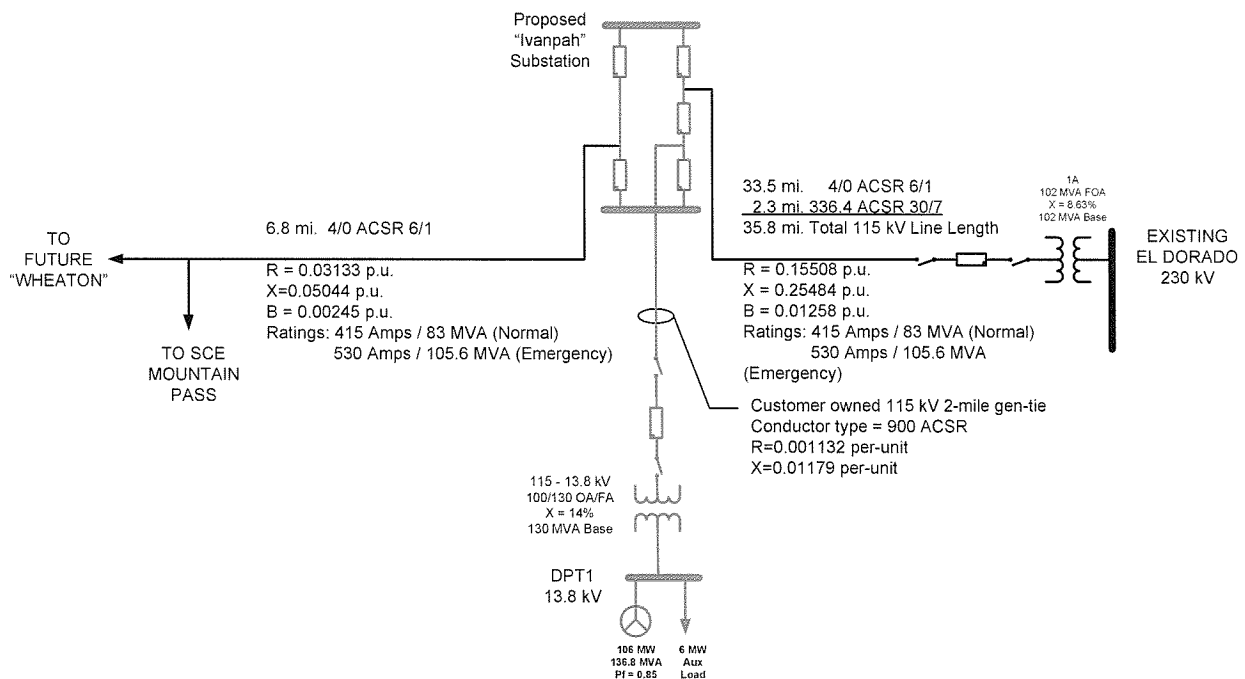 Proposed
"Ivanpah"
Substation
33.5 mi. 4/0 ACSR 6/1
2.3 mi. 336.4 ACSR 30/7
35.8 mi. Total 115 kV Line Length
1A
102 MVA FOA
X = 8.63%
102 MVA Base
EXISTING
EL DORADO
230 kV
6.8 mi. 4/0 ACSR 6/1
TO
FUTURE
"WHEATON"
R = 0.03133 p.u.
X=0.05044 p.u.
B = 0.00245 p.u.
Ratings: 415 Amps / 83 MVA (Normal)
530 Amps / 105.6 MVA (Emergency)
R = 0.15508 p.u.
X = 0.25484 p.u.
B = 0.01258 p.u.
Ratings: 415 Amps / 83 MVA (Normal)
530 Amps / 105.6 MVA
(Emergency)
TO SCE
MOUNTAIN
PASS
Customer owned 115 kV 2-mile gen-tie
Conductor type = 900 ACSR
R=0.001132 per-unit
X=0.01179 per-unit
115 - 13.8 kV
100/130 OA/FA
X = 14%
130 MVA Base
DPT1
13.8 kV
106 MW
136.8 MVA
Pf = 0.85
6 MW
Aux
Load